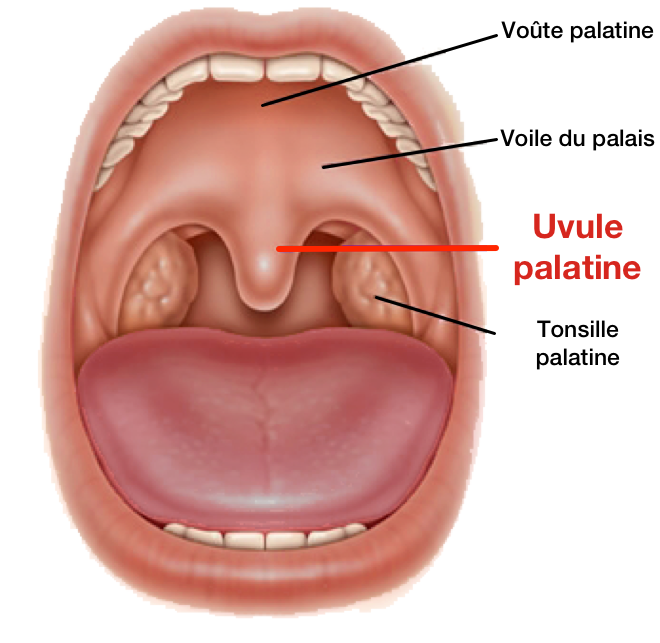 Voûte palatine
Voile du palais
Uvule
palatine
Tonsille
palatine